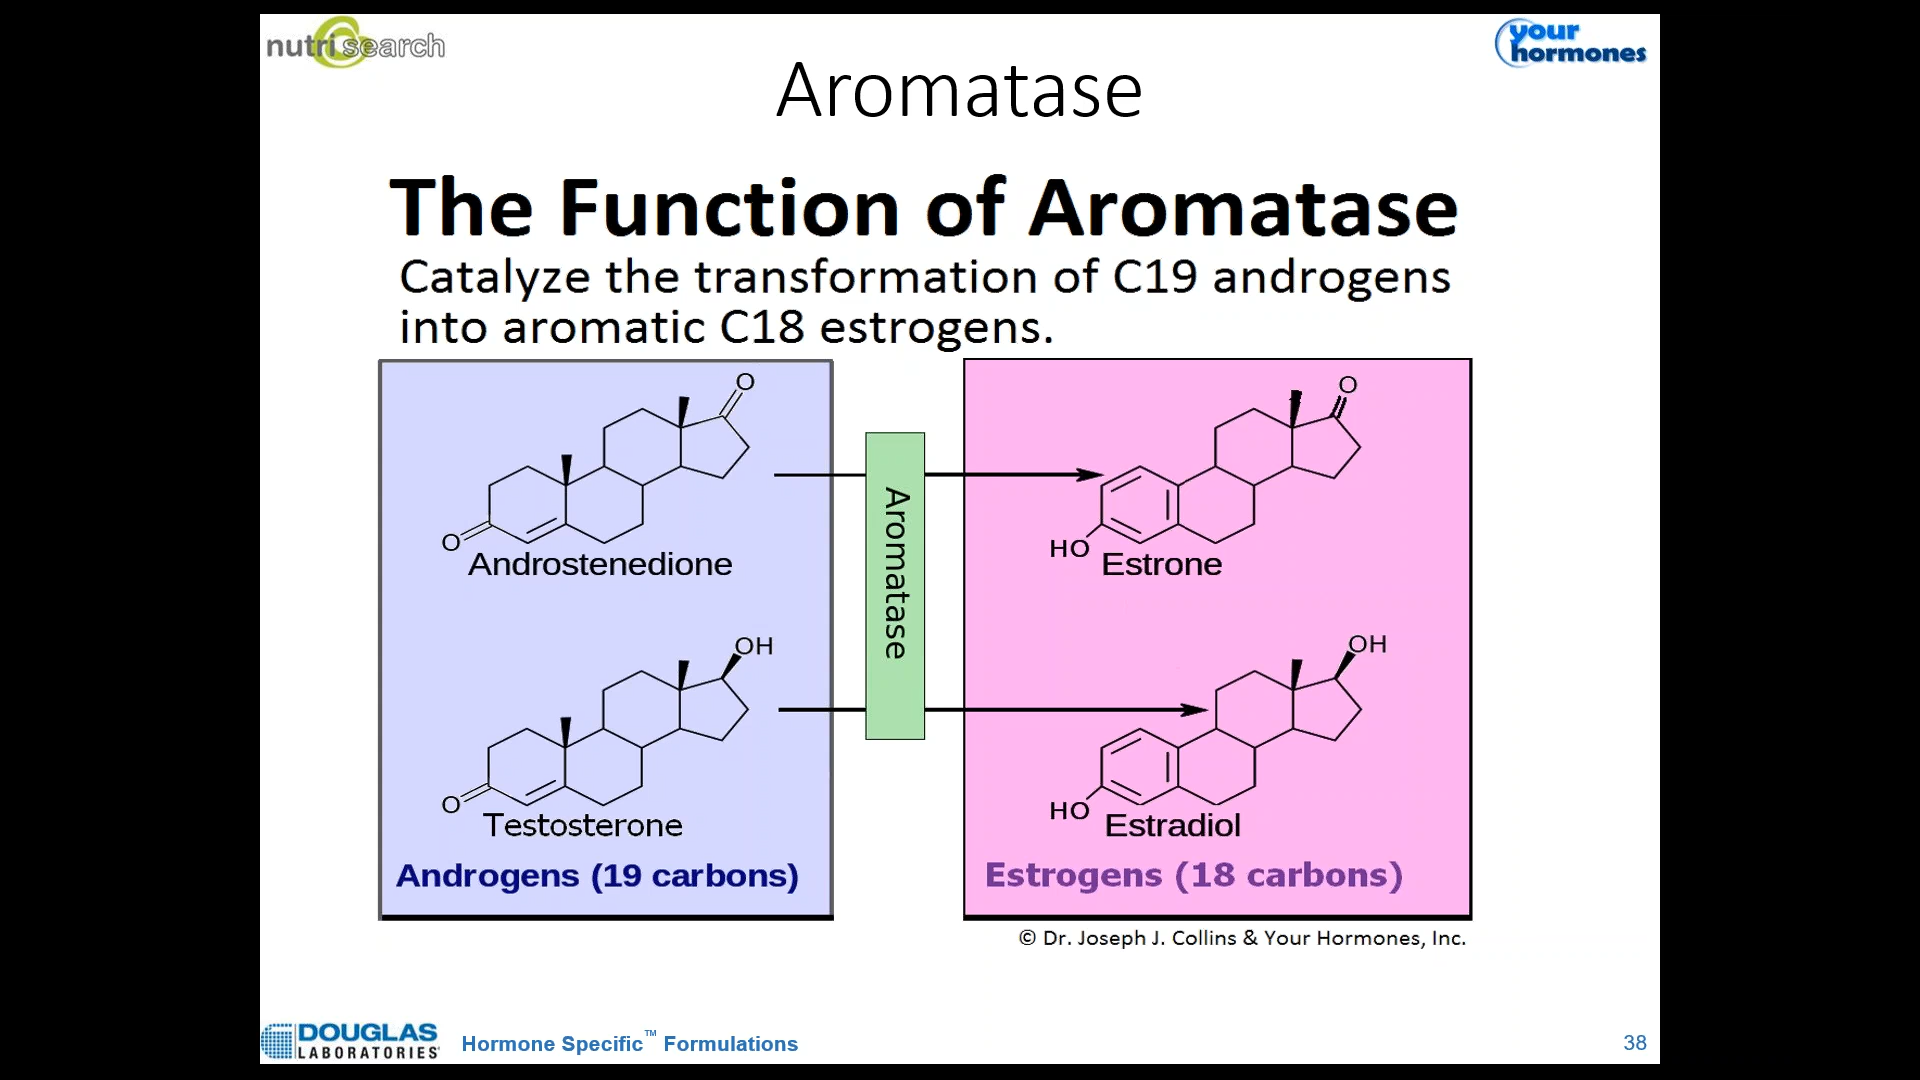 nutrisearch
your
hormones
Aromatase
The Function of Aromatase
Catalyze the transformation of C19 androgens
into aromatic C18 estrogens.
O
O
Androstenedione
Aromatase
O
HO
Estrone
OH
O
Testosterone
OH
HO
Estradiol
Androgens (19 carbons)
Estrogens (18 carbons)
© Dr. Joseph J. Collins & Your Hormones, Inc.
DOUGLAS
LABORATORIES
Hormone Specific™ Formulations
38